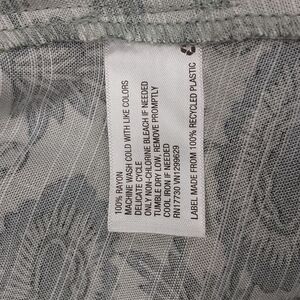 100% RAYON
MACHINE WASH COLD WITH LIKE COLORS
DELICATE CYCLE
ONLY NON-CHLORINE BLEACH IF NEEDED
TUMBLE DRY LOW, REMOVE PROMPTLY
COOL IRON IF NEEDED
RN17730 VN1299629
LABEL MADE FROM 100% RECYCLED PLASTIC